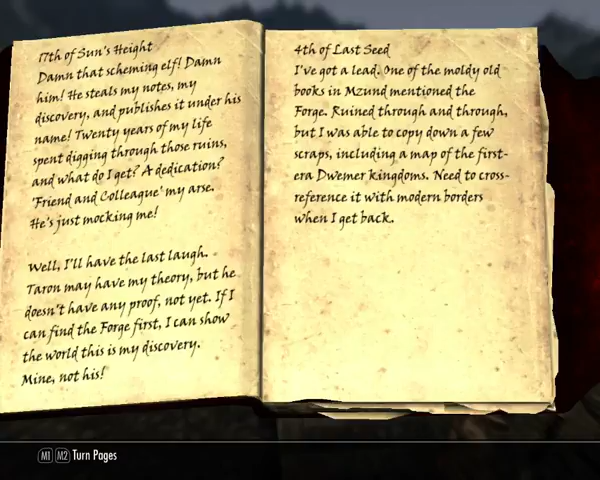 17th of Sun's Height
Damn that scheming elf! Damn
him! He steals my notes, my
discovery, and publishes it under his
name! Twenty years of my life
spent digging through those ruins,
and what do I get? A dedication?
'Friend and Colleague' my arse.
He's just mocking me!
Well, I'll have the last laugh.
Taron may have my theory, but he
doesn't have any proof, not yet. If I
can find the Forge first, I can show
the world this is my discovery.
Mine, not his!
4th of Last Seed
I've got a lead. One of the moldy old
books in Mzund mentioned the
Forge. Ruined through and through,
but I was able to copy down a few
scraps, including a map of the first-
era Dwemer kingdoms. Need to cross-
reference it with modern borders
when I get back.
M1 M2 Turn Pages